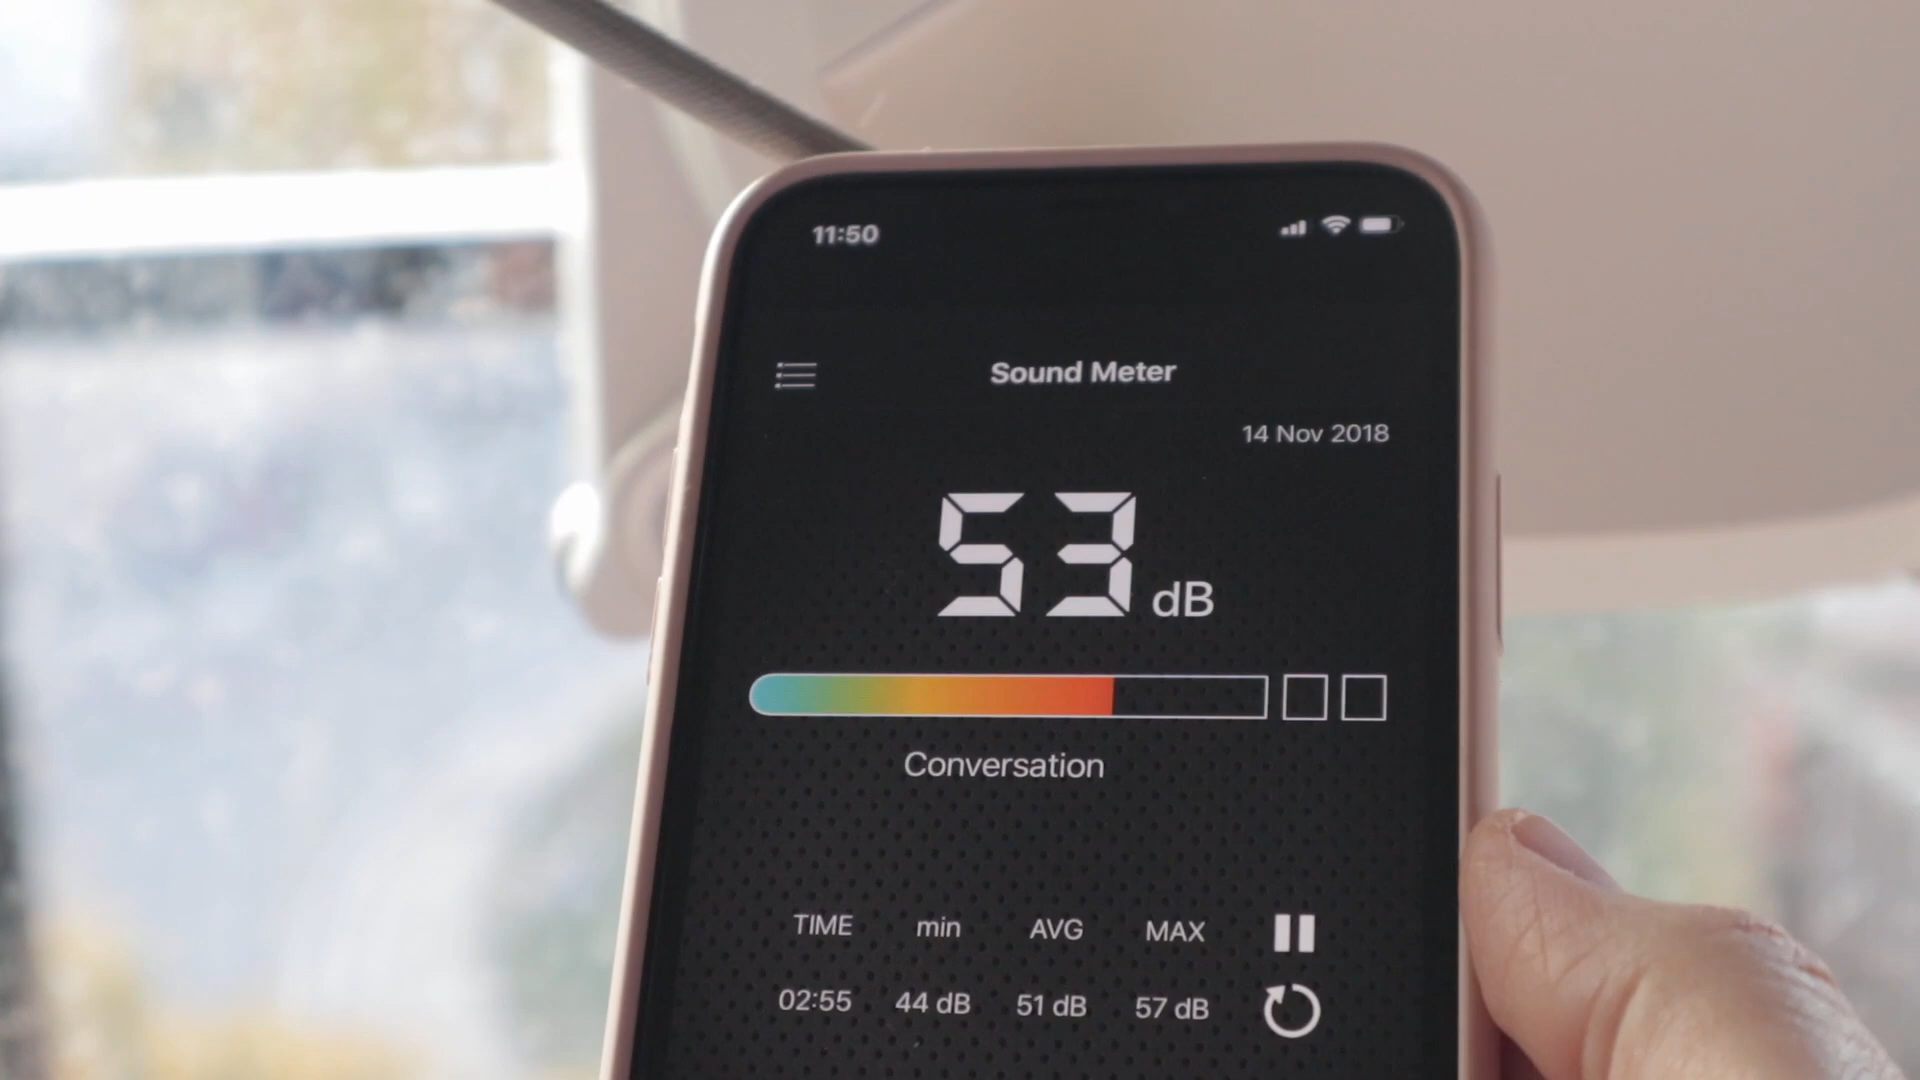 11:50
Sound Meter
14 Nov 2018
53 dB
Conversation
TIME min AVG MAX
02:55 44 dB 51 dB 57 dB